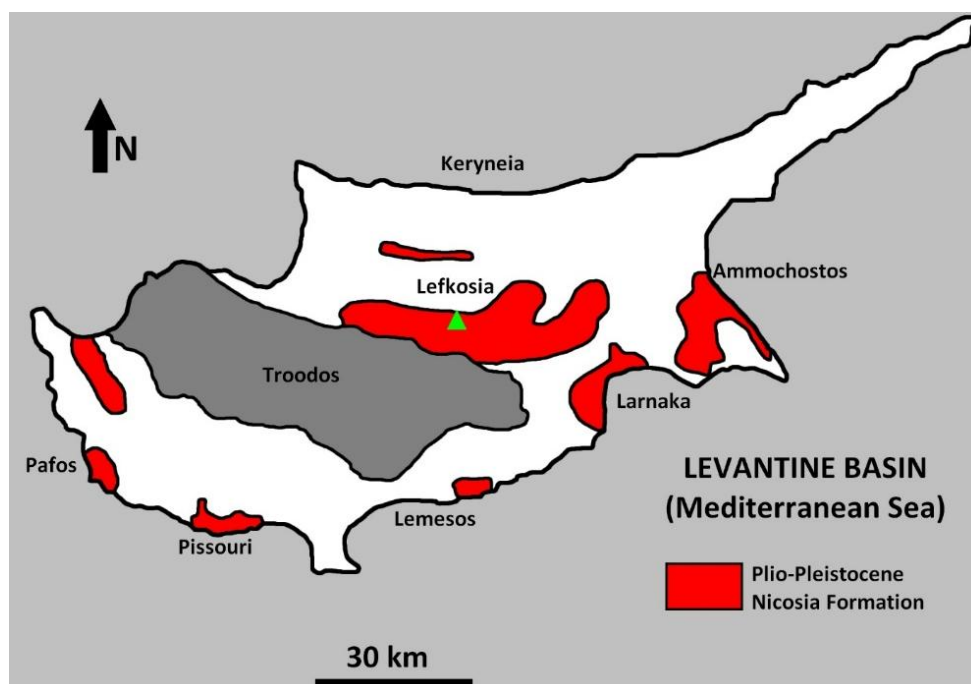 N
Keryneia
Ammochostos
Lefkosia
Troodos
Larnaka
Pafos
LEVANTINE BASIN
(Mediterranean Sea)
Lemesos
Pissouri
Plio-Pleistocene
Nicosia Formation
30 km